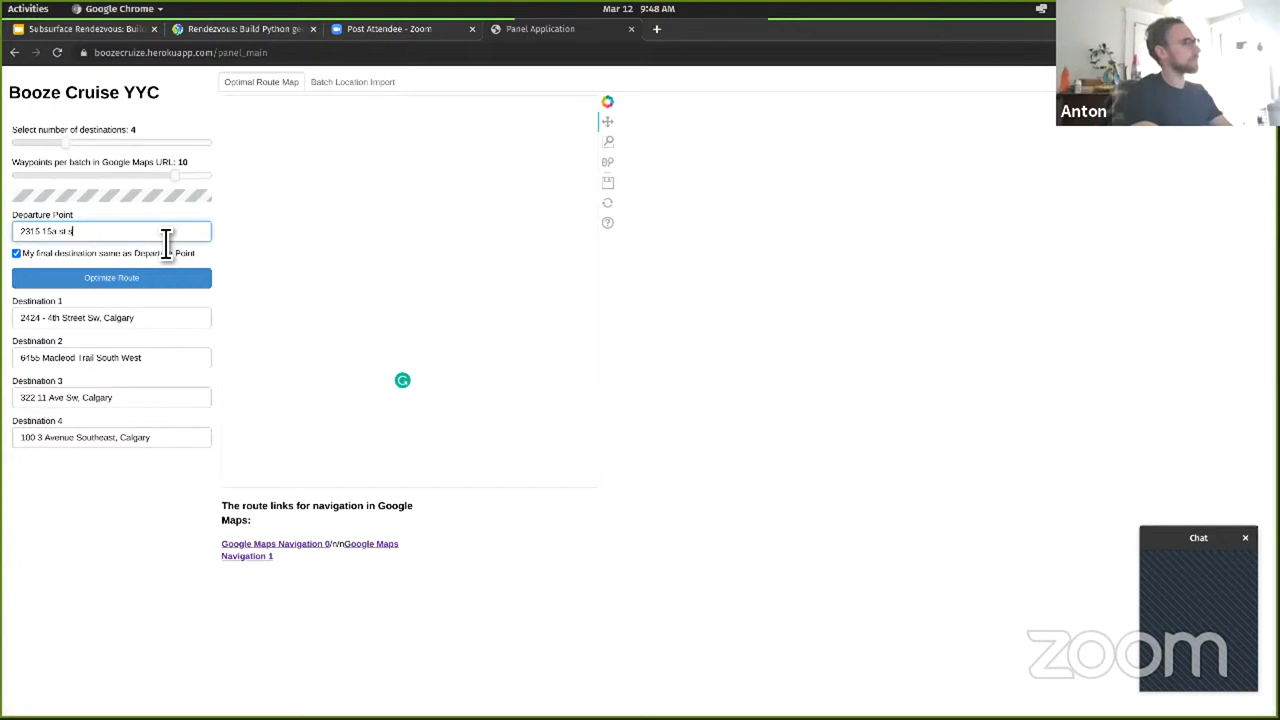 Activities
Google Chrome
Mar 12 9:48 AM
Subsurface Rendezvous: Build
Rendezvous: Build Python ge
Post Attendee - Zoom
Panel Application
boozecruize.herokuapp.com/panel_main
Anton
Booze Cruise YYC
Optimal Route Map
Batch Location Import
Select number of destinations: 4
Waypoints per batch in Google Maps URL: 10
Departure Point
2315 15a st s
My final destination same as Departure Point
Optimize Route
Destination 1
2424 - 4th Street Sw, Calgary
Destination 2
6455 Macleod Trail South West
Destination 3
322 11 Ave Sw, Calgary
Destination 4
100 3 Avenue Southeast, Calgary
The route links for navigation in Google
Maps:
Google Maps Navigation 0/n/nGoogle Maps
Navigation 1
Chat
zoom